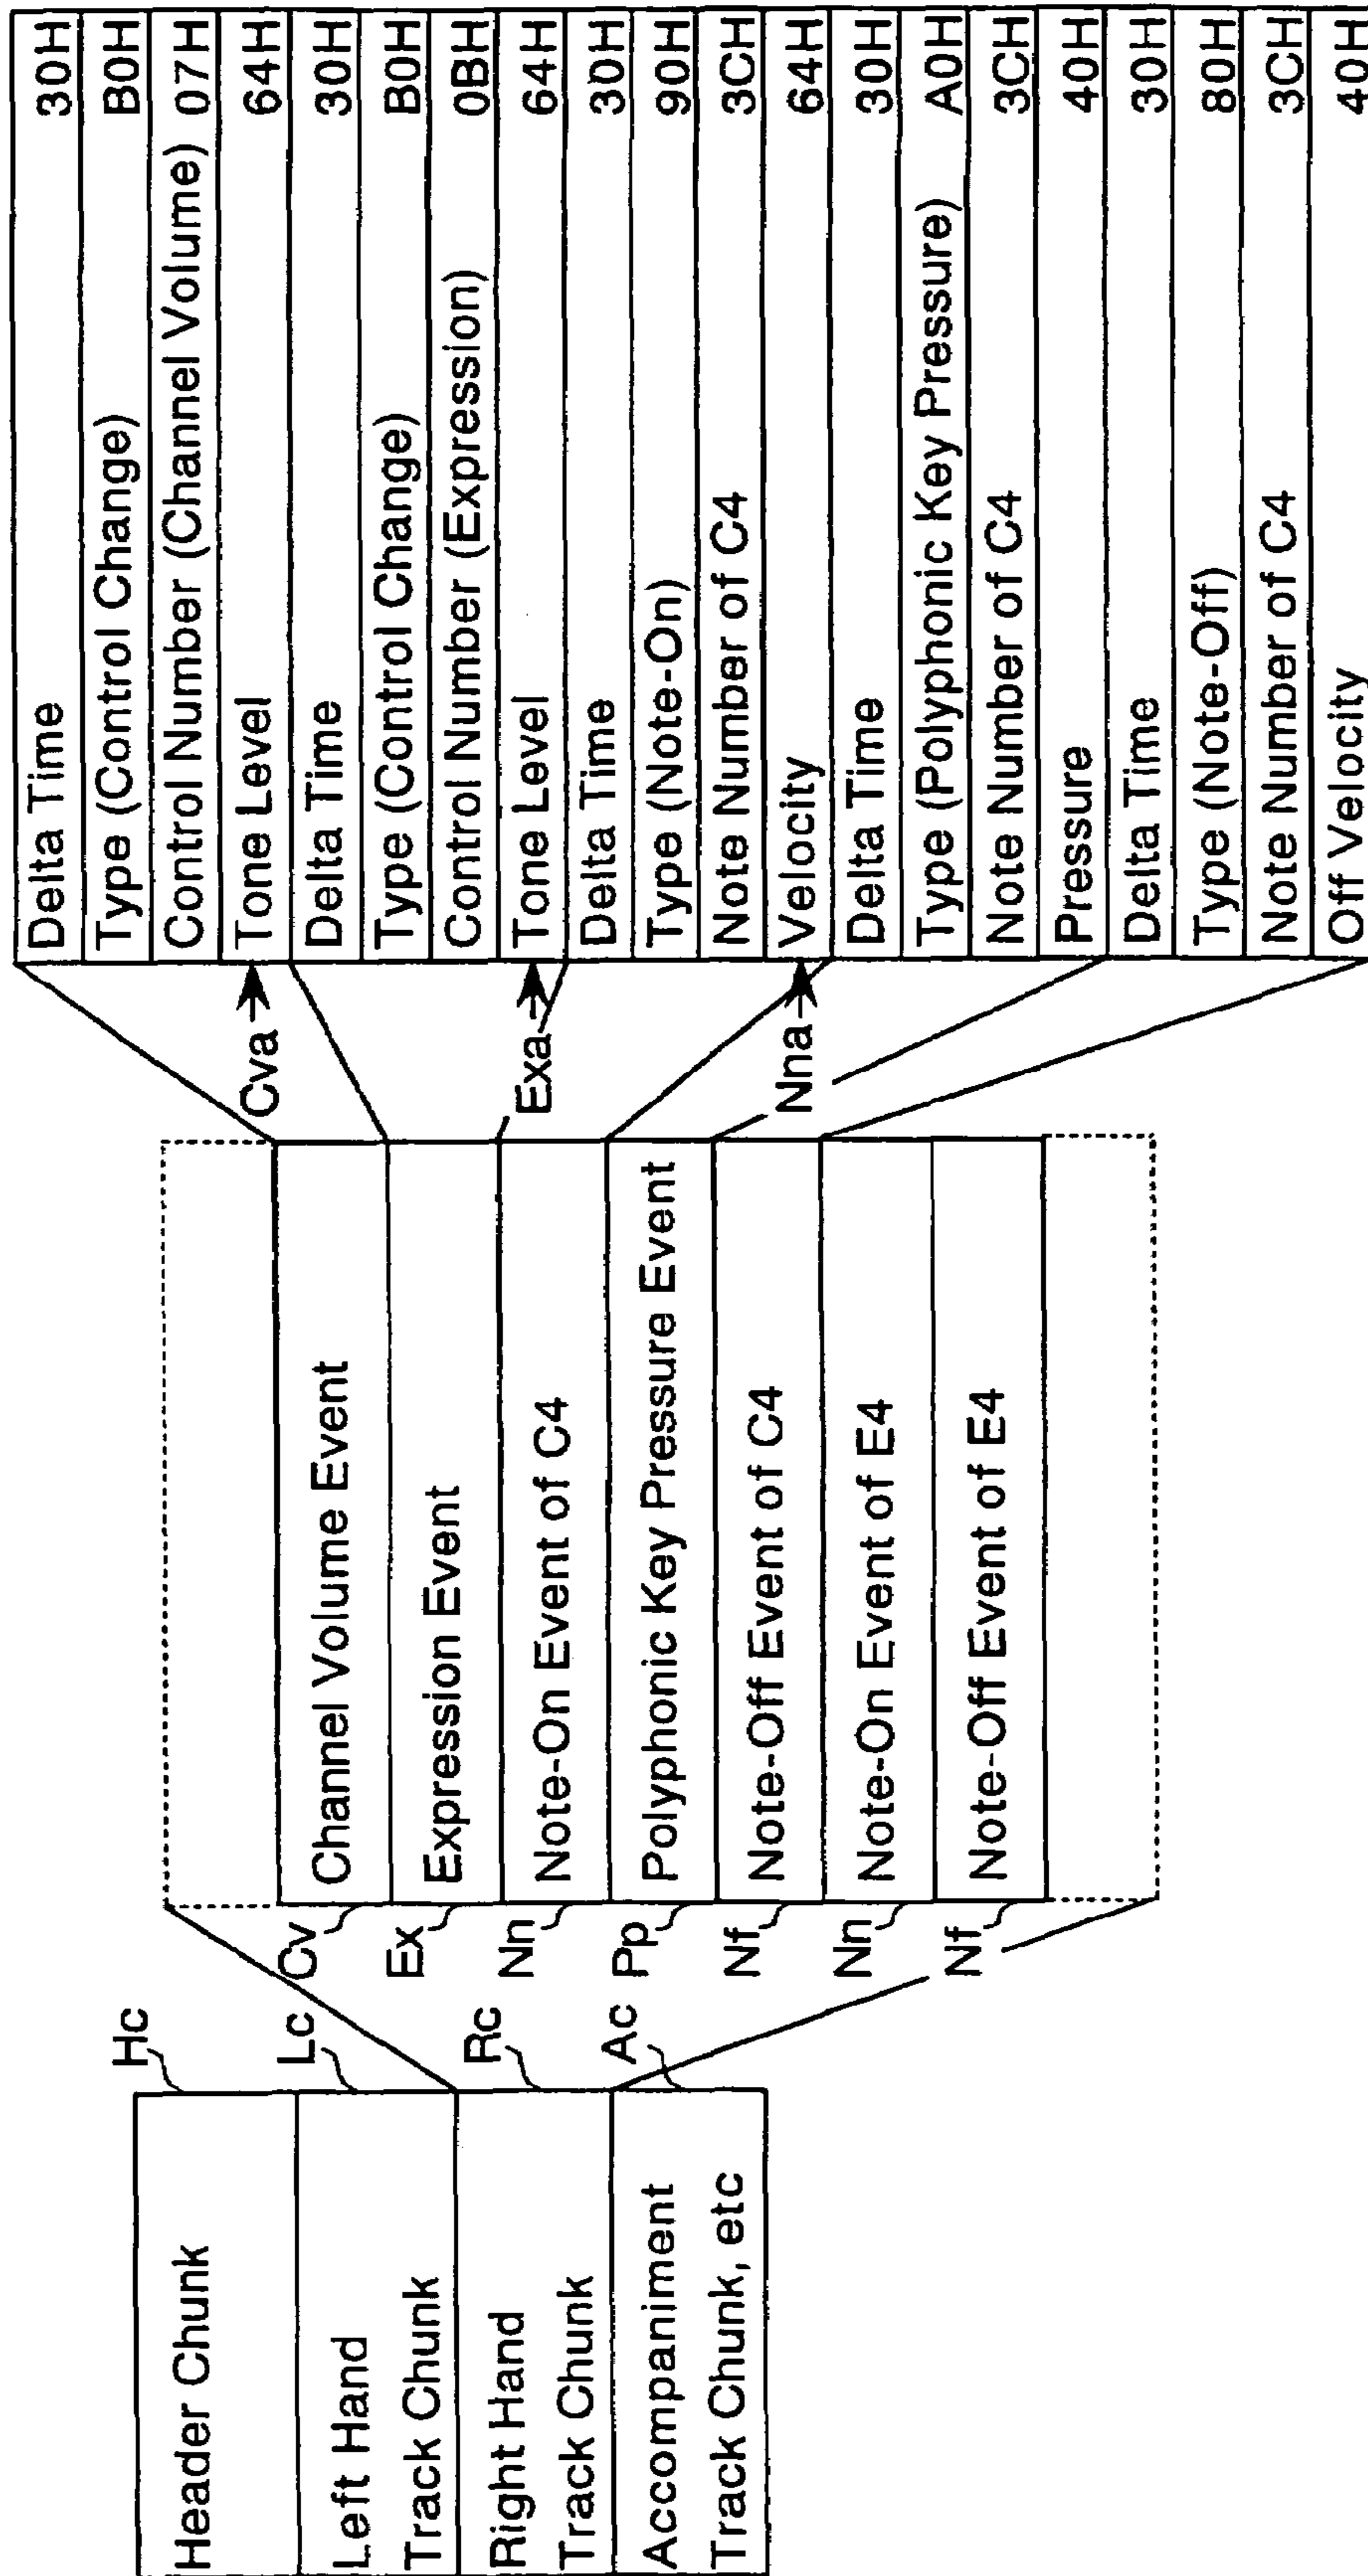 Header Chunk
Left Hand
Track Chunk
Right Hand
Track Chunk
Accompaniment
Track Chunk, etc
Hc
Lc
Rc
Ac
Cv
Ex
Nn
Pp
Nf
Nn
Nf
Channel Volume Event
Expression Event
Note-On Event of C4
Polyphonic Key Pressure Event
Note-Off Event of C4
Note-On Event of E4
Note-Off Event of E4
Cva
Exa
Nna
Delta Time 30H
Type (Control Change) B0H
Control Number (Channel Volume) 07H
Tone Level 64H
Delta Time 30H
Type (Control Change) B0H
Control Number (Expression) 0BH
Tone Level 64H
Delta Time 30H
Type (Note-On) 90H
Note Number of C4 3CH
Velocity 64H
Delta Time 30H
Type (Polyphonic Key Pressure) A0H
Note Number of C4 3CH
Pressure 40H
Delta Time 30H
Type (Note-Off) 80H
Note Number of C4 3CH
Off Velocity 40H